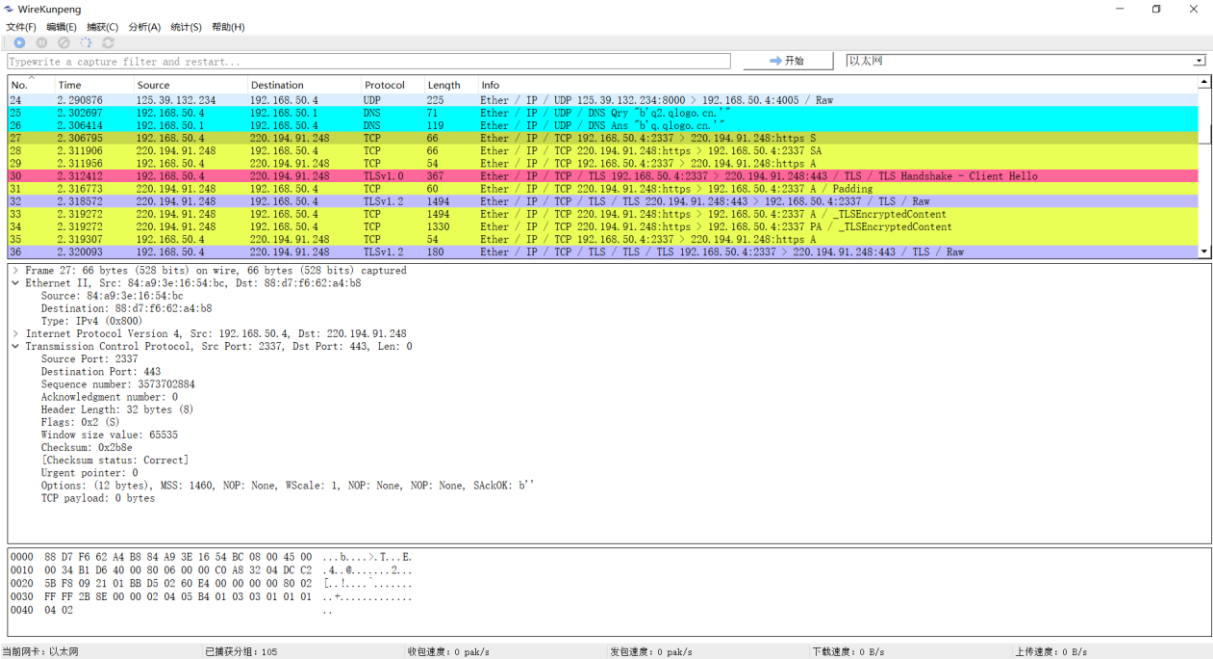 WireKunpeng
文件(F) 编辑(E) 捕获(C) 分析(A) 统计(S) 帮助(H)
Typewrite a capture filter and restart... 开始 以太网
No. Time Source Destination Protocol Length Info
24 2.290876 125.39.132.234 192.168.50.4 UDP 225 Ether / IP / UDP 125.39.132.234:8000 > 192.168.50.4:4005 / Raw
25 2.302697 192.168.50.4 192.168.50.1 DNS 71 Ether / IP / UDP / DNS Qry "b'q2.qlogo.cn.'"
26 2.306414 192.168.50.1 192.168.50.4 DNS 119 Ether / IP / UDP / DNS Ans "b'q.qlogo.cn.'"
27 2.306795 192.168.50.4 220.194.91.248 TCP 66 Ether / IP / TCP 192.168.50.4:2337 > 220.194.91.248:https S
28 2.311906 220.194.91.248 192.168.50.4 TCP 66 Ether / IP / TCP 220.194.91.248:https > 192.168.50.4:2337 SA
29 2.311956 192.168.50.4 220.194.91.248 TCP 54 Ether / IP / TCP 192.168.50.4:2337 > 220.194.91.248:https A
30 2.312412 192.168.50.4 220.194.91.248 TLSv1.0 367 Ether / IP / TCP / TLS 192.168.50.4:2337 > 220.194.91.248:443 / TLS / TLS Handshake - Client Hello
31 2.316773 220.194.91.248 192.168.50.4 TCP 60 Ether / IP / TCP 220.194.91.248:https > 192.168.50.4:2337 A / Padding
32 2.318572 220.194.91.248 192.168.50.4 TLSv1.2 1494 Ether / IP / TCP / TLS / TLS 220.194.91.248:443 > 192.168.50.4:2337 / TLS / Raw
33 2.319272 220.194.91.248 192.168.50.4 TCP 1494 Ether / IP / TCP 220.194.91.248:https > 192.168.50.4:2337 A / _TLSEncryptedContent
34 2.319272 220.194.91.248 192.168.50.4 TCP 1330 Ether / IP / TCP 220.194.91.248:https > 192.168.50.4:2337 PA / _TLSEncryptedContent
35 2.319307 192.168.50.4 220.194.91.248 TCP 54 Ether / IP / TCP 192.168.50.4:2337 > 220.194.91.248:https A
36 2.320093 192.168.50.4 220.194.91.248 TLSv1.2 180 Ether / IP / TCP / TLS / TLS / TLS 192.168.50.4:2337 > 220.194.91.248:443 / TLS / Raw
Frame 27: 66 bytes (528 bits) on wire, 66 bytes (528 bits) captured
Ethernet II, Src: 84:a9:3e:16:54:bc, Dst: 88:d7:f6:62:a4:b8
Source: 84:a9:3e:16:54:bc
Destination: 88:d7:f6:62:a4:b8
Type: IPv4 (0x800)
Internet Protocol Version 4, Src: 192.168.50.4, Dst: 220.194.91.248
Transmission Control Protocol, Src Port: 2337, Dst Port: 443, Len: 0
Source Port: 2337
Destination Port: 443
Sequence number: 3573702884
Acknowledgment number: 0
Header Length: 32 bytes (8)
Flags: 0x2 (S)
Window size value: 65535
Checksum: 0x2b8e
[Checksum status: Correct]
Urgent pointer: 0
Options: (12 bytes), MSS: 1460, NOP: None, WScale: 1, NOP: None, NOP: None, SAckOK: b''
TCP payload: 0 bytes
0000 88 D7 F6 62 A4 B8 84 A9 3E 16 54 BC 08 00 45 00 ...b....>.T...E.
0010 00 34 B1 D6 40 00 80 06 00 00 C0 A8 32 04 DC C2 .4..@.......2...
0020 5B F8 09 21 01 BB D5 02 60 E4 00 00 00 00 80 02 [..!....`.......
0030 FF FF 2B 8E 00 00 02 04 05 B4 01 03 03 01 01 01 ..+.............
0040 04 02 ..
当前网卡: 以太网 已捕获分组: 105 收包速度: 0 pak/s 发包速度: 0 pak/s 下载速度: 0 B/s 上传速度: 0 B/s